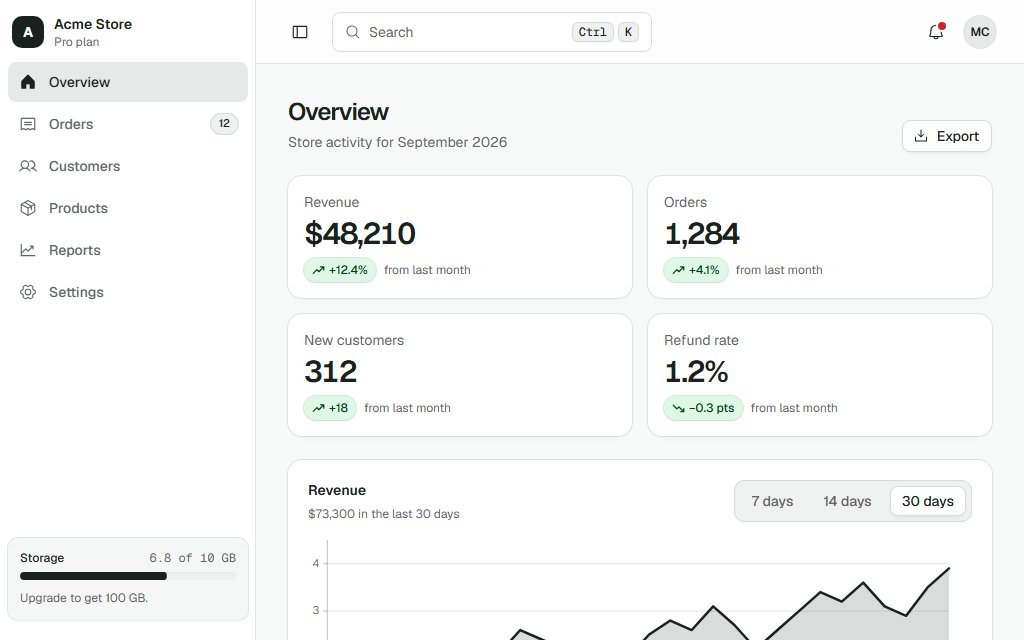 A
Acme Store
Pro plan
Overview
Orders 12
Customers
Products
Reports
Settings
Storage 6.8 of 10 GB
Upgrade to get 100 GB.
Search Ctrl K
MC
Overview
Store activity for September 2026
Export
Revenue
$48,210
+12.4% from last month
Orders
1,284
+4.1% from last month
New customers
312
+18 from last month
Refund rate
1.2%
−0.3 pts from last month
Revenue
$73,300 in the last 30 days
7 days 14 days 30 days
4
3